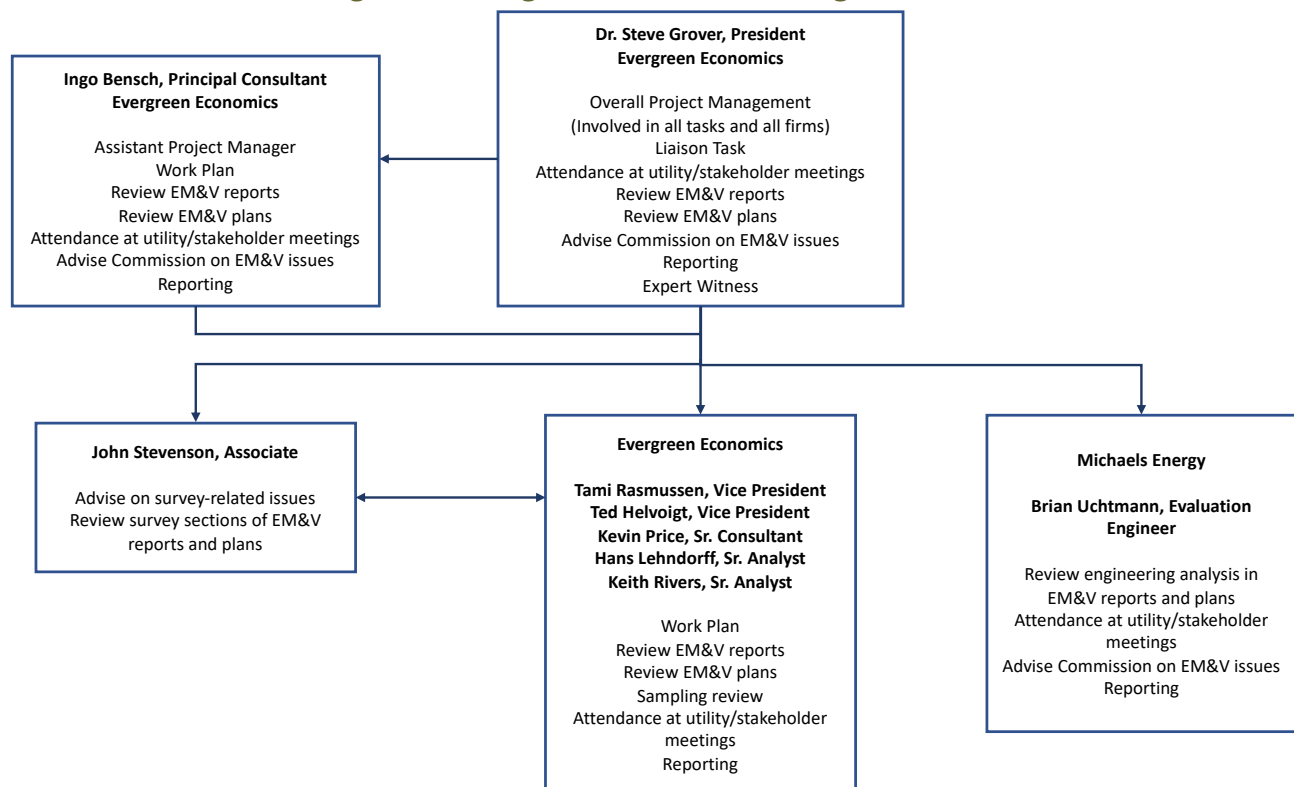 Dr. Steve Grover, President
Evergreen Economics
Overall Project Management
(Involved in all tasks and all firms)
Liaison Task
Attendance at utility/stakeholder meetings
Review EM&V reports
Review EM&V plans
Advise Commission on EM&V issues
Reporting
Expert Witness
Ingo Bensch, Principal Consultant
Evergreen Economics
Assistant Project Manager
Work Plan
Review EM&V reports
Review EM&V plans
Attendance at utility/stakeholder meetings
Advise Commission on EM&V issues
Reporting
John Stevenson, Associate
Advise on survey-related issues
Review survey sections of EM&V
reports and plans
Evergreen Economics
Tami Rasmussen, Vice President
Ted Helvoigt, Vice President
Kevin Price, Sr. Consultant
Hans Lehndorff, Sr. Analyst
Keith Rivers, Sr. Analyst
Work Plan
Review EM&V reports
Review EM&V plans
Sampling review
Attendance at utility/stakeholder
meetings
Reporting
Michaels Energy
Brian Uchtmann, Evaluation
Engineer
Review engineering analysis in
EM&V reports and plans
Attendance at utility/stakeholder
meetings
Advise Commission on EM&V issues
Reporting